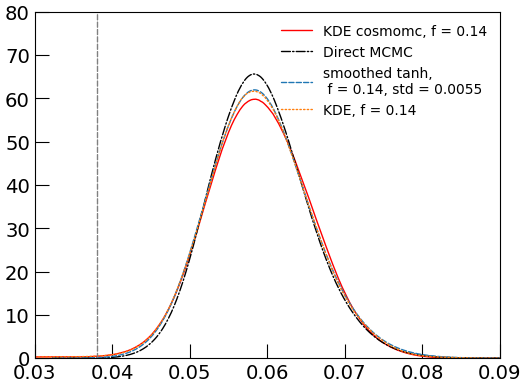 80
70
60
50
40
30
20
10
0
KDE cosmomc, f = 0.14
Direct MCMC
smoothed tanh,
f = 0.14, std = 0.0055
KDE, f = 0.14
0.03 0.04 0.05 0.06 0.07 0.08 0.09